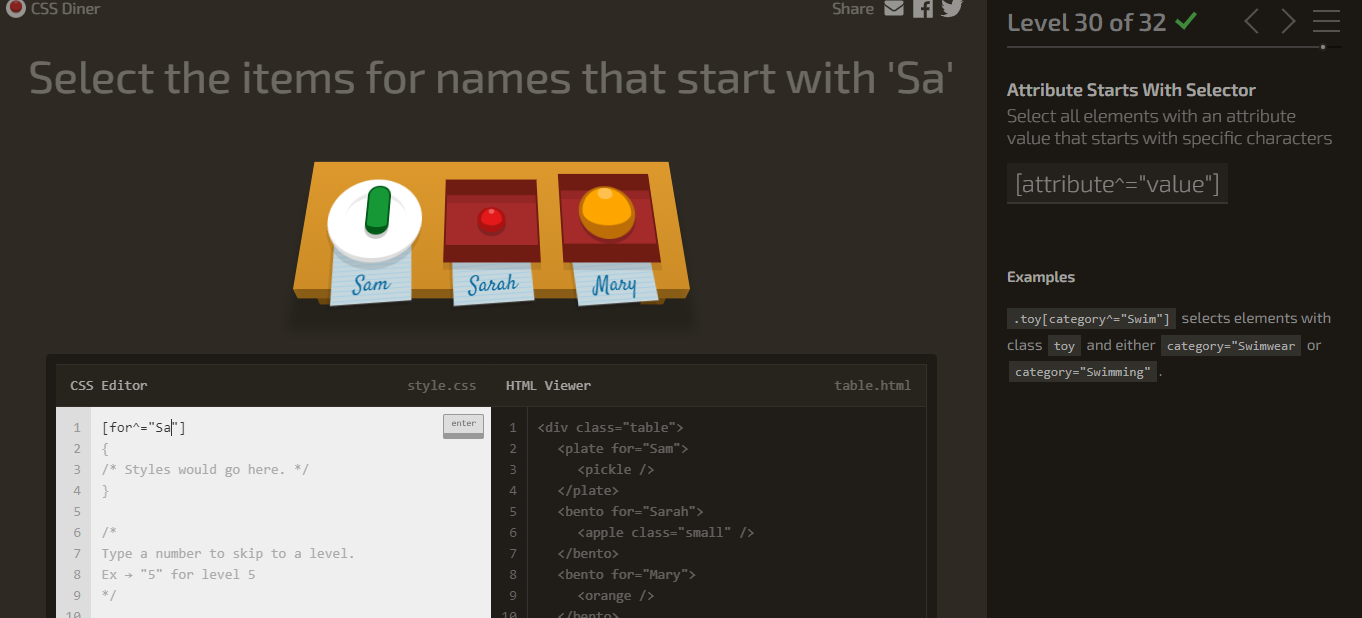 CSS Diner
Share
Select the items for names that start with 'Sa'
Sam
Sarah
Mary
CSS Editor
style.css
HTML Viewer
table.html
1 [for^="Sa"]
enter
2 {
3 /* Styles would go here. */
4 }
5
6 /*
7 Type a number to skip to a level.
8 Ex → "5" for level 5
9 */
10
1 <div class="table">
2 <plate for="Sam">
3 <pickle />
4 </plate>
5 <bento for="Sarah">
6 <apple class="small" />
7 </bento>
8 <bento for="Mary">
9 <orange />
10 </bento>
Level 30 of 32
Attribute Starts With Selector
Select all elements with an attribute
value that starts with specific characters
[attribute^="value"]
Examples
.toy[category^="Swim"] selects elements with
class toy and either category="Swimwear or
category="Swimming" .